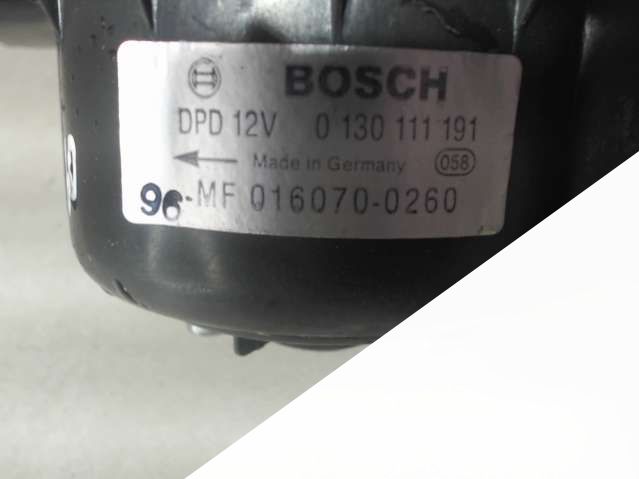 BOSCH
DPD 12V 0 130 111 191
Made in Germany 058
96-MF 016070-0260